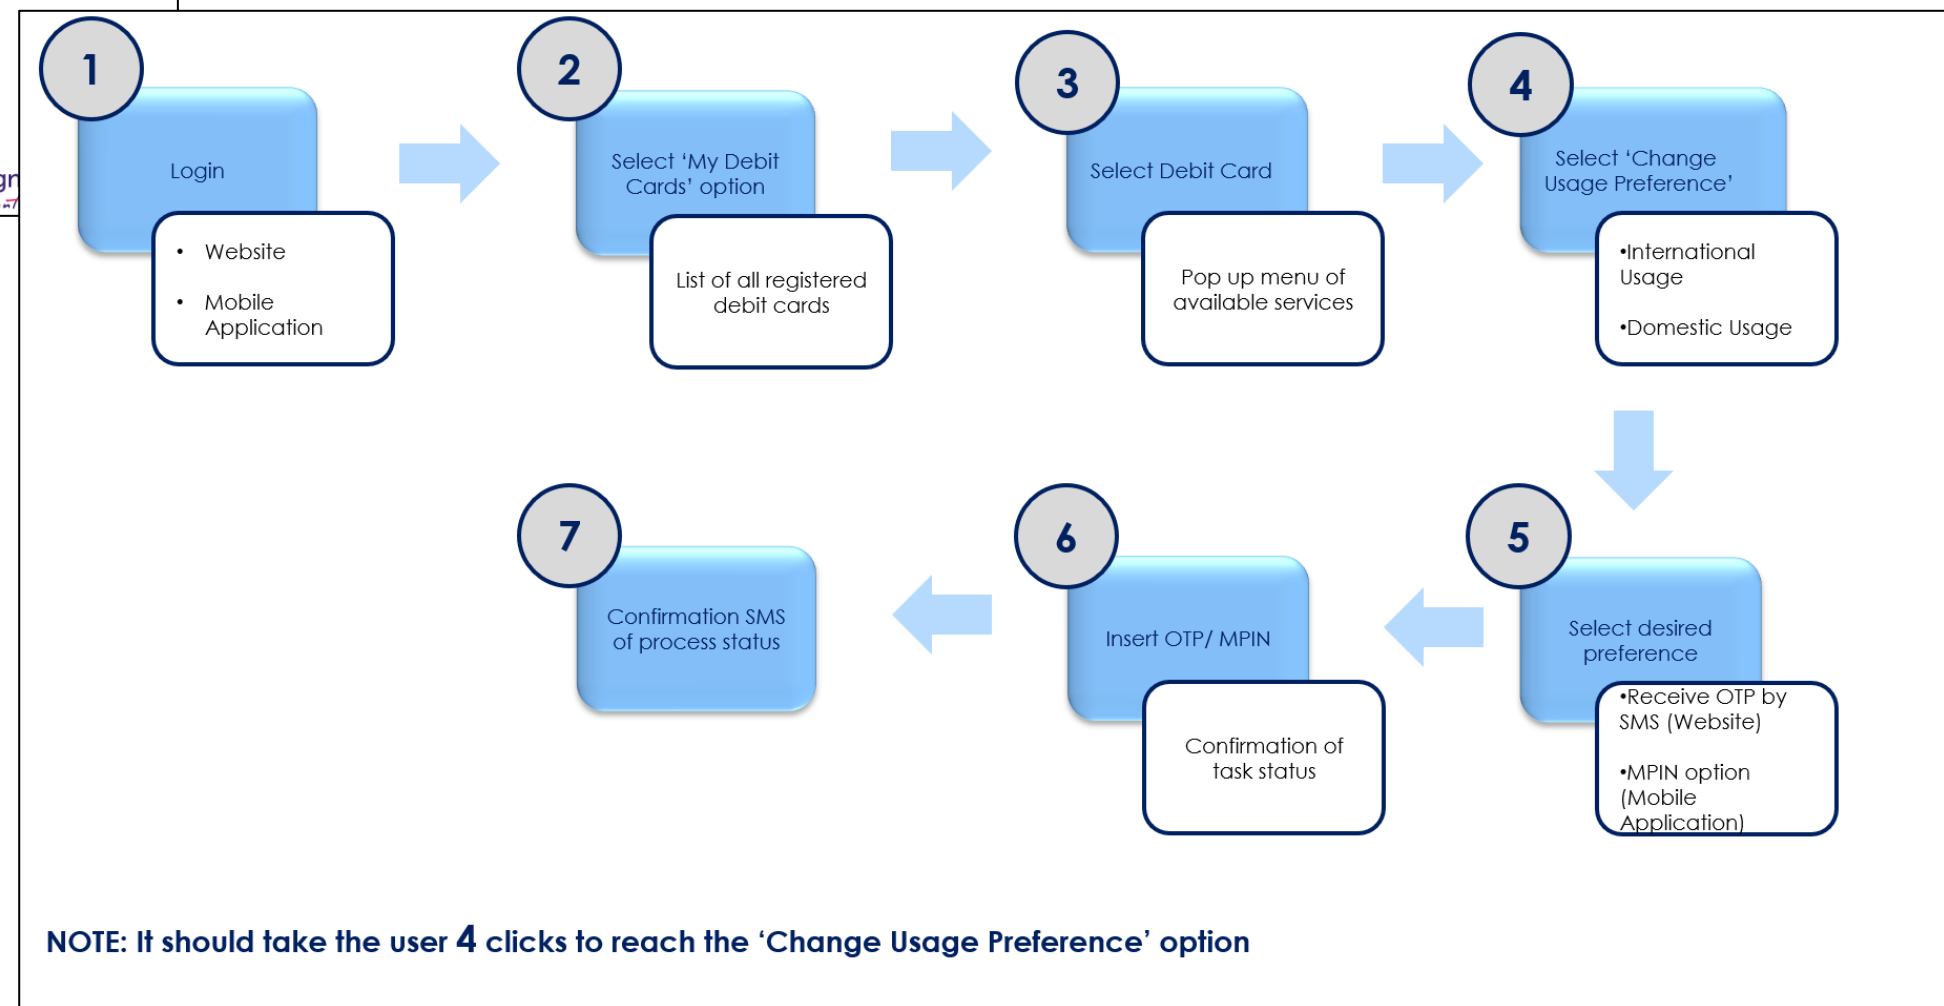 1
Login
• Website
• Mobile
Application
2
Select ‘My Debit
Cards’ option
List of all registered
debit cards
3
Select Debit Card
Pop up menu of
available services
4
Select ‘Change
Usage Preference’
•International
Usage
•Domestic Usage
5
Select desired
preference
•Receive OTP by
SMS (Website)
•MPIN option
(Mobile
Application)
6
Insert OTP/ MPIN
Confirmation of
task status
7
Confirmation SMS
of process status
NOTE: It should take the user 4 clicks to reach the ‘Change Usage Preference’ option